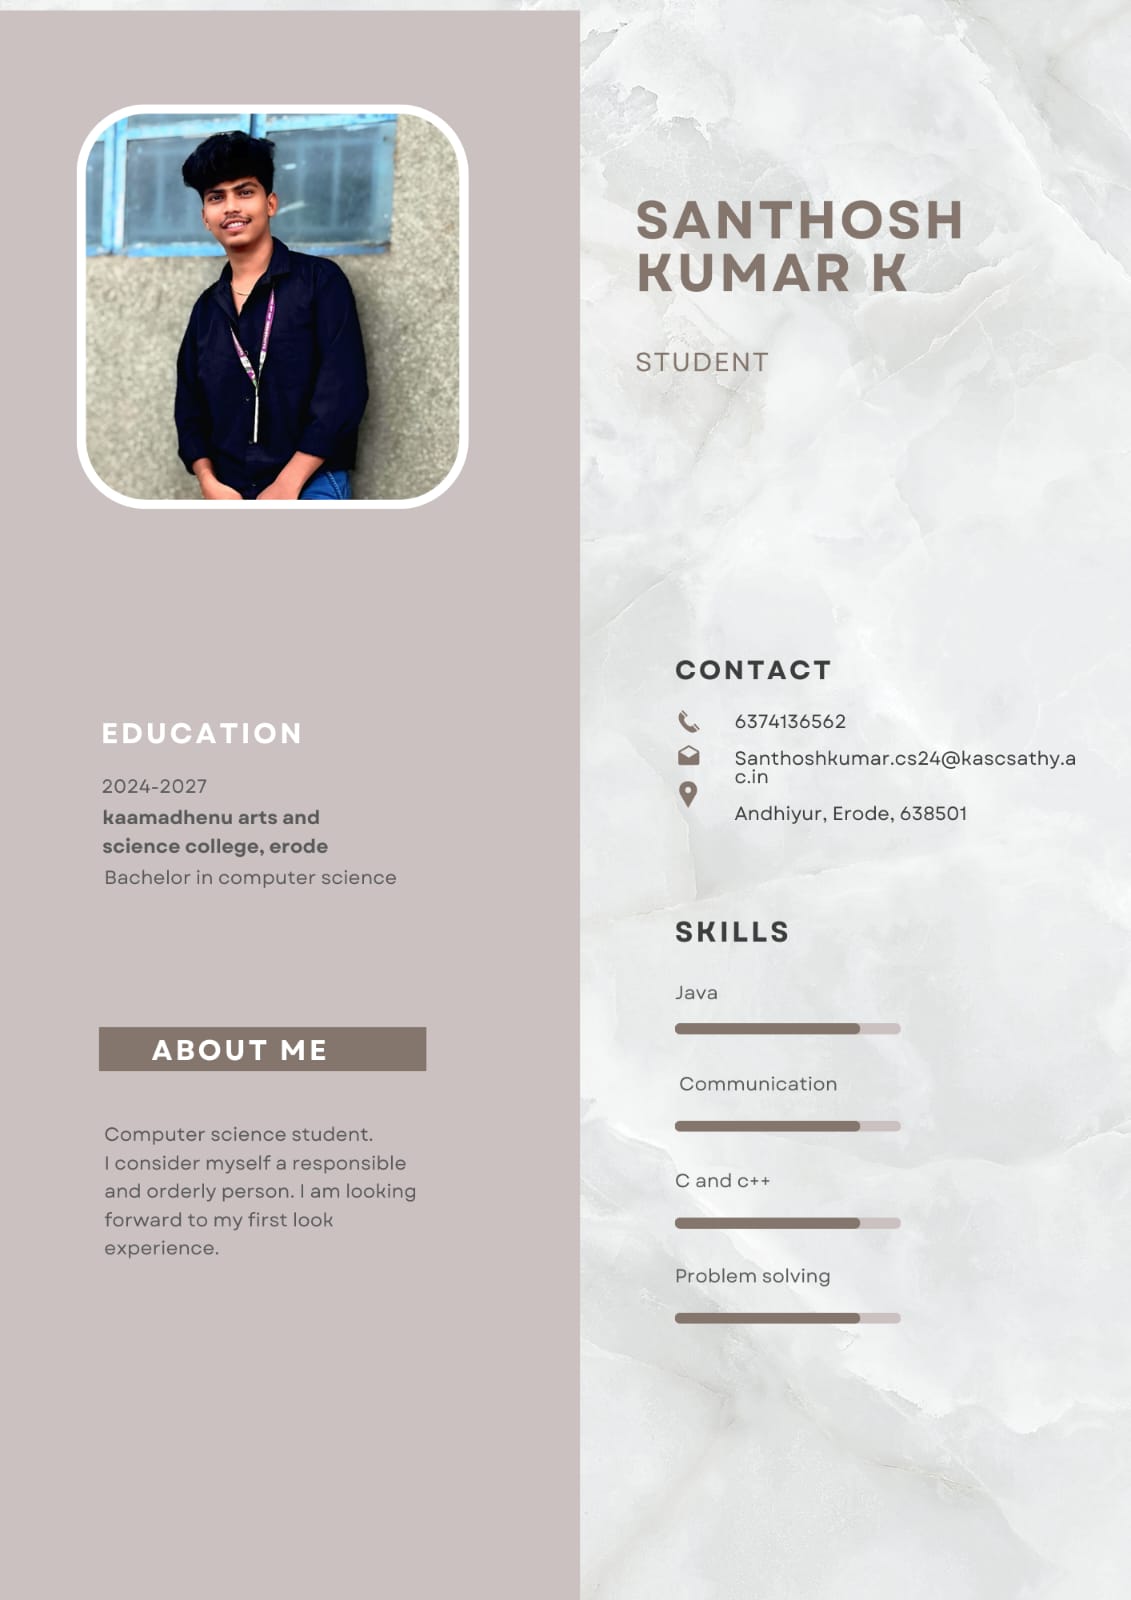 SANTHOSH
KUMAR K
STUDENT
EDUCATION
2024-2027
kaamadhenu arts and
science college, erode
Bachelor in computer science
ABOUT ME
Computer science student.
I consider myself a responsible
and orderly person. I am looking
forward to my first look
experience.
CONTACT
6374136562
Santhoshkumar.cs24@kascsathy.a
c.in
Andhiyur, Erode, 638501
SKILLS
Java
Communication
C and c++
Problem solving